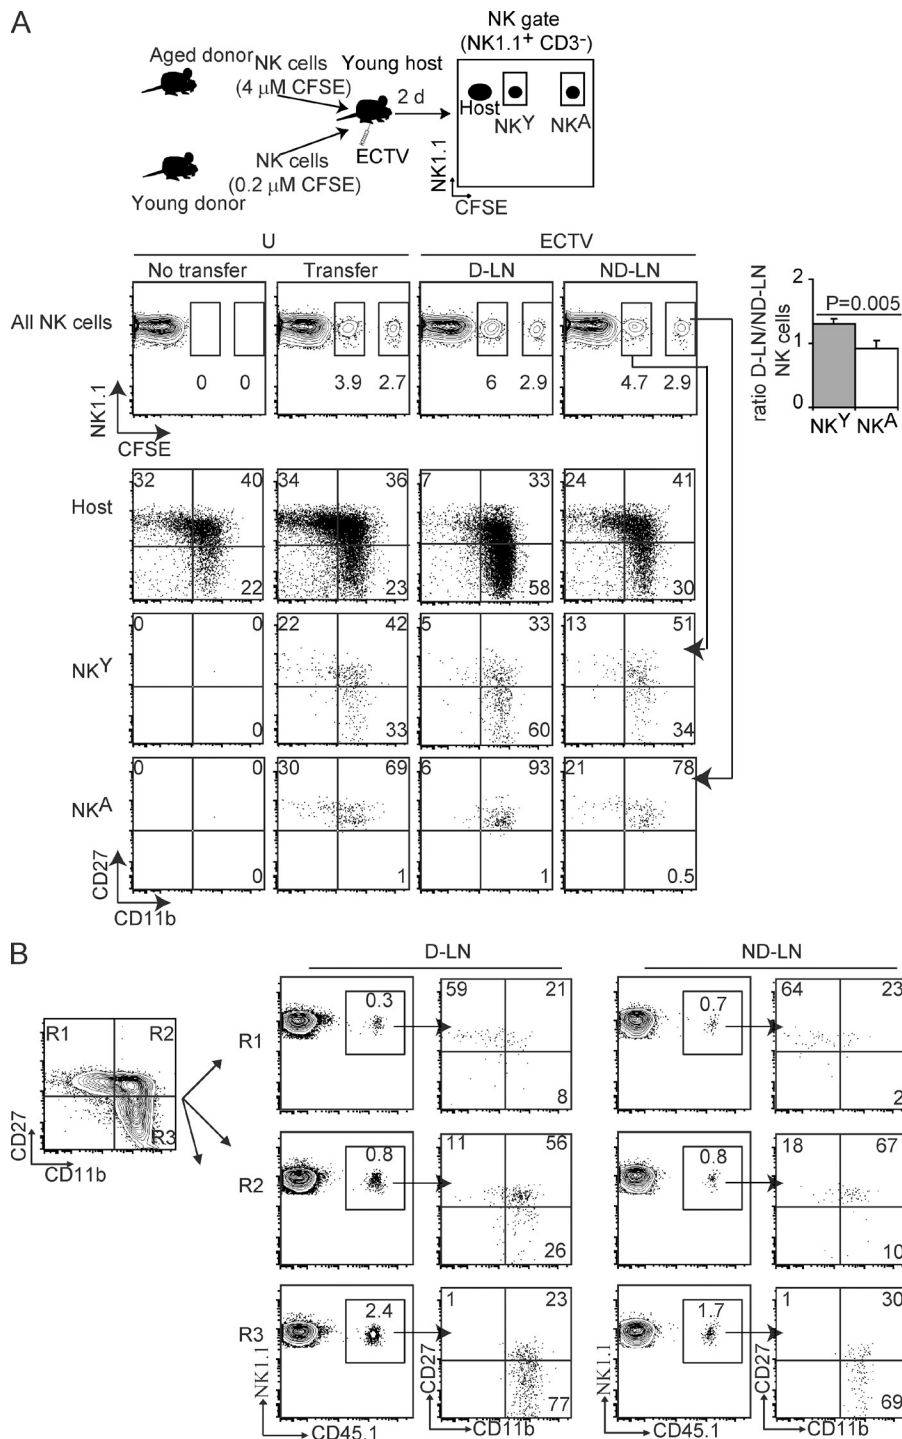 A
NK gate
(NK1.1+ CD3-)
Aged donor
NK cells
(4 μM CFSE)
Young host
2 d
Host
NKY
NKA
ECTV
NK cells
(0.2 μM CFSE)
Young donor
NK1.1
CFSE
U
ECTV
No transfer
Transfer
D-LN
ND-LN
All NK cells
0 0
3.9 2.7
6 2.9
4.7 2.9
NK1.1
CFSE
ratio D-LN/ND-LN
NK cells
2
1
0
P=0.005
NKY NKA
Host
32 40
22
34 36
23
7 33
58
24 41
30
NKY
0 0
0
22 42
33
5 33
60
13 51
34
NKA
0 0
0
30 69
1
6 93
1
21 78
0.5
CD27
CD11b
B
D-LN
ND-LN
R1 R2
R3
CD27
CD11b
R1
0.3
59 21
8
0.7
64 23
2
R2
0.8
11 56
26
0.8
18 67
10
R3
2.4
1 23
77
1.7
1 30
69
NK1.1
CD45.1
CD27
CD11b
NK1.1
CD45.1
CD27
CD11b